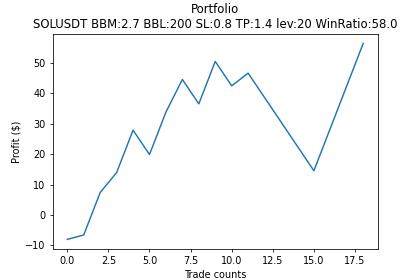 Portfolio
SOLUSDT BBM:2.7 BBL:200 SL:0.8 TP:1.4 lev:20 WinRatio:58.0
Profit ($)
50
40
30
20
10
0
−10
0.0 2.5 5.0 7.5 10.0 12.5 15.0 17.5
Trade counts